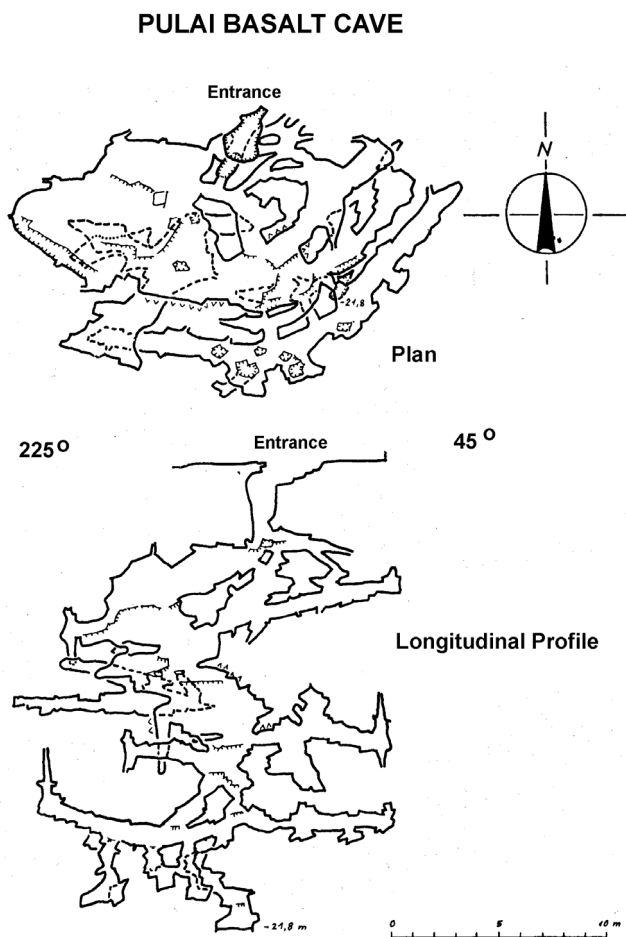 PULAI BASALT CAVE
Entrance
N
-21,8
Plan
225°
Entrance
45°
Longitudinal Profile
-21,8 m
0 5 10 m